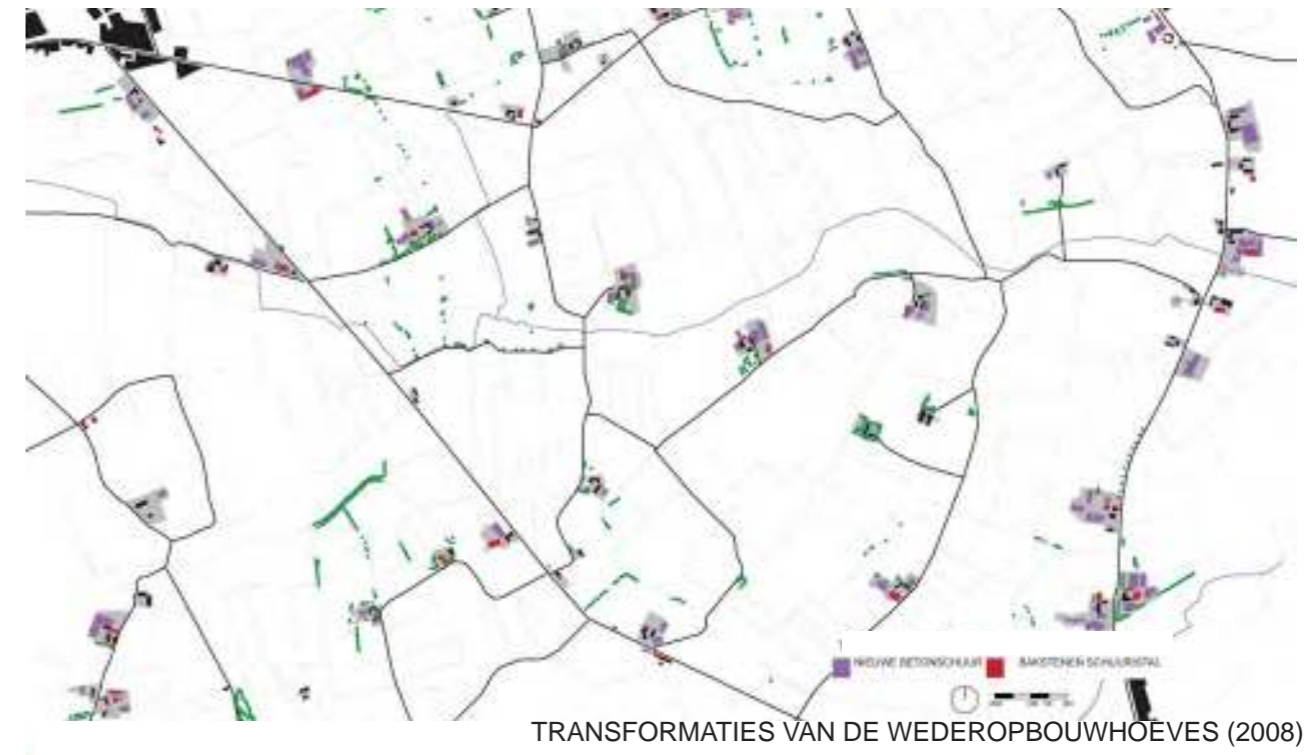 NIEUWE BETONSCHUUR BAKSTENEN SCHUUR/STAL
TRANSFORMATIES VAN DE WEDEROPBOUWHOEVES (2008)